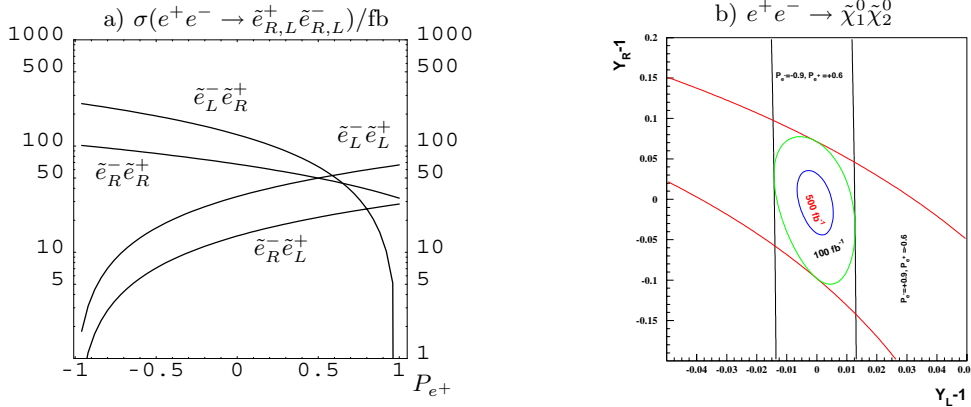 a) σ(e⁺e⁻ → ẽ⁺_{R,L} ẽ⁻_{R,L})/fb
1000
500
100
50
10
5
1000
500
100
50
10
5
1
ẽ⁻_L ẽ⁺_R
ẽ⁻_L ẽ⁺_L
ẽ⁻_R ẽ⁺_R
ẽ⁻_R ẽ⁺_L
-1 -0.5 0 0.5 1
P_{e+}
b) e⁺e⁻ → χ̃⁰₁χ̃⁰₂
Y_R-1
0.2
0.15
0.1
0.05
0
-0.05
-0.1
-0.15
P_{e⁻}=-0.9, P_{e⁺}=+0.6
500 fb⁻¹
100 fb⁻¹
P_{e⁻}=+0.9, P_{e⁺}=-0.6
-0.04 -0.03 -0.02 -0.01 0 0.01 0.02 0.03 0.04 0.0
Y_L-1